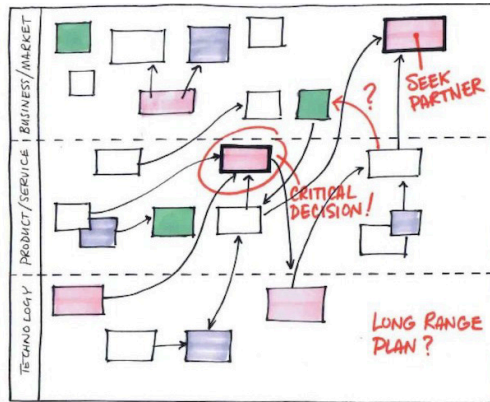 BUSINESS/MARKET
SEEK
PARTNER
?
PRODUCT/SERVICE
CRITICAL
DECISION!
TECHNOLOGY
LONG RANGE
PLAN?